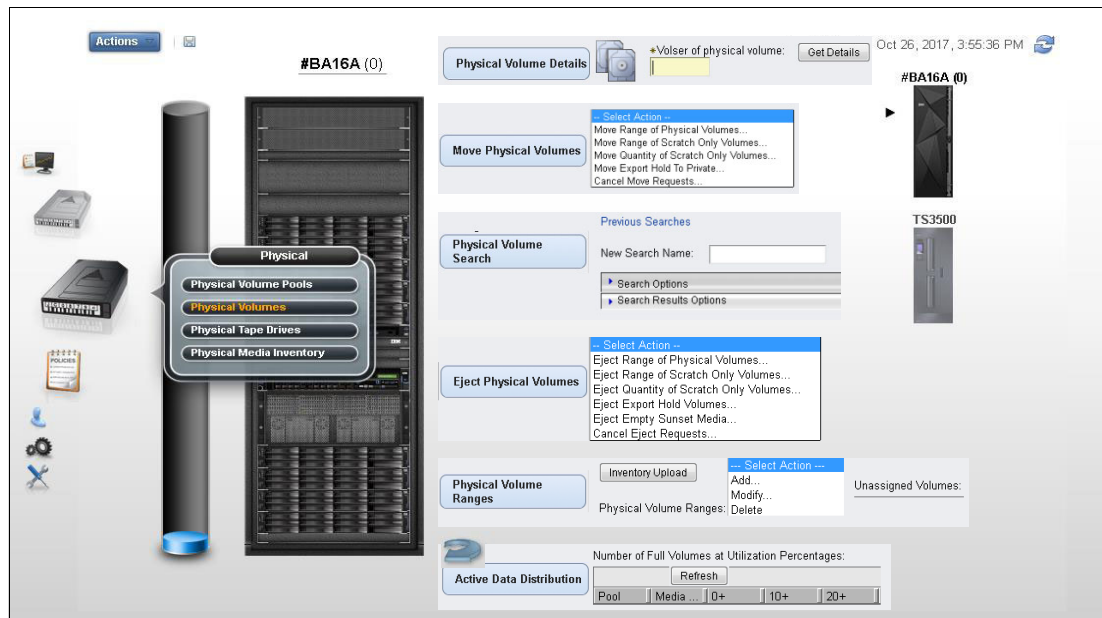 Actions
#BA16A (0)
Physical
Physical Volume Pools
Physical Volumes
Physical Tape Drives
Physical Media Inventory
POLICIES
IBM
Physical Volume Details
*Volser of physical volume:
Get Details
Oct 26, 2017, 3:55:36 PM
#BA16A (0)
TS3500
Move Physical Volumes
-- Select Action --
Move Range of Physical Volumes...
Move Range of Scratch Only Volumes...
Move Quantity of Scratch Only Volumes...
Move Export Hold To Private...
Cancel Move Requests...
Physical Volume
Search
Previous Searches
New Search Name:
Search Options
Search Results Options
Eject Physical Volumes
-- Select Action --
Eject Range of Physical Volumes...
Eject Range of Scratch Only Volumes...
Eject Quantity of Scratch Only Volumes...
Eject Export Hold Volumes...
Eject Empty Sunset Media...
Cancel Eject Requests...
Physical Volume
Ranges
Inventory Upload
Physical Volume Ranges:
--- Select Action ---
Add...
Modify...
Delete
Unassigned Volumes:
Active Data Distribution
Number of Full Volumes at Utilization Percentages:
Refresh
Pool Media ... 0+ 10+ 20+